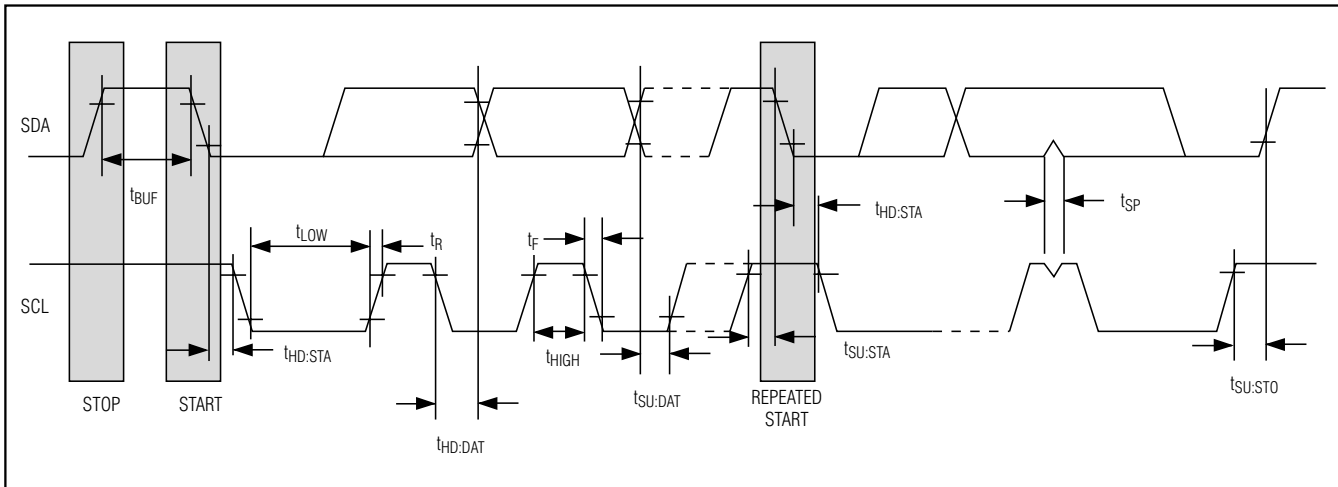 SDA
tBUF
tLOW
tR
tF
tHD:STA
tSP
SCL
tHD:STA
tHIGH
tSU:STA
tSU:DAT
tSU:STO
STOP
START
REPEATED
START
tHD:DAT